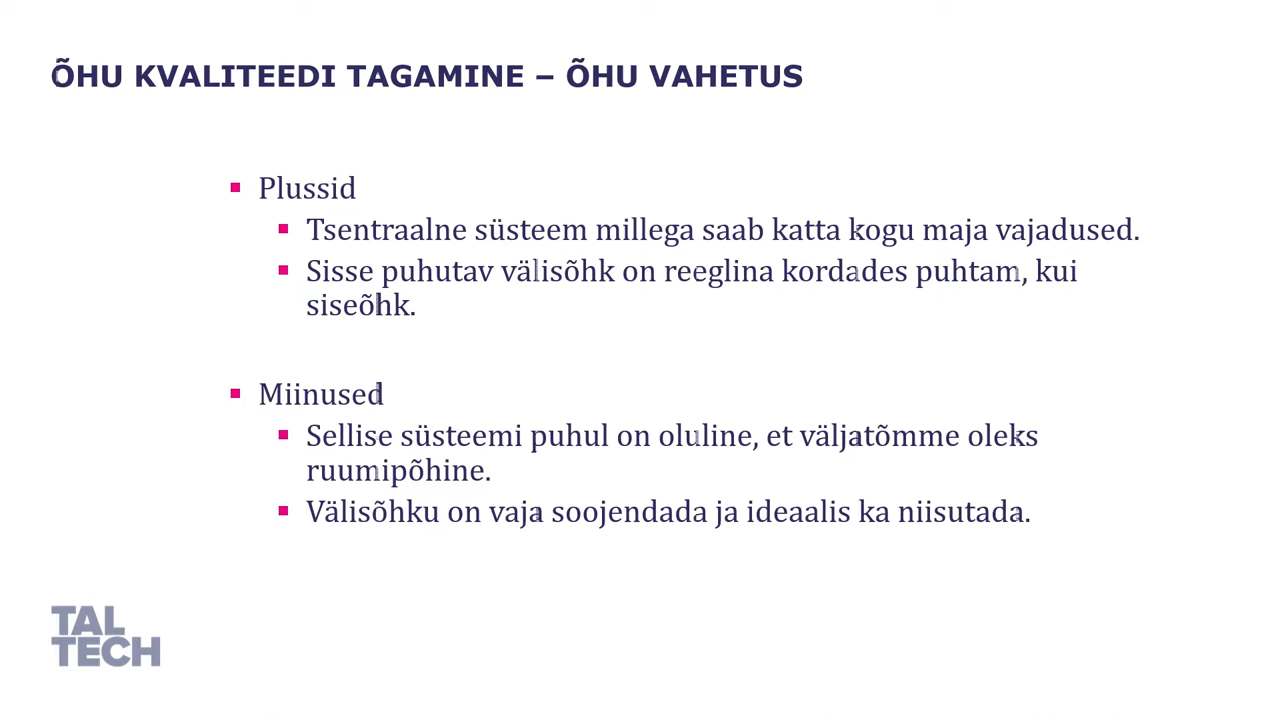 ÕHU KVALITEEDI TAGAMINE – ÕHU VAHETUS
Plussid
Tsentraalne süsteem millega saab katta kogu maja vajadused.
Sisse puhutav välisõhk on reeglina kordades puhtam, kui
siseõhk.
Miinused
Sellise süsteemi puhul on oluline, et väljatõmme oleks
ruumipõhine.
Välisõhku on vaja soojendada ja ideaalis ka niisutada.
TAL
TECH